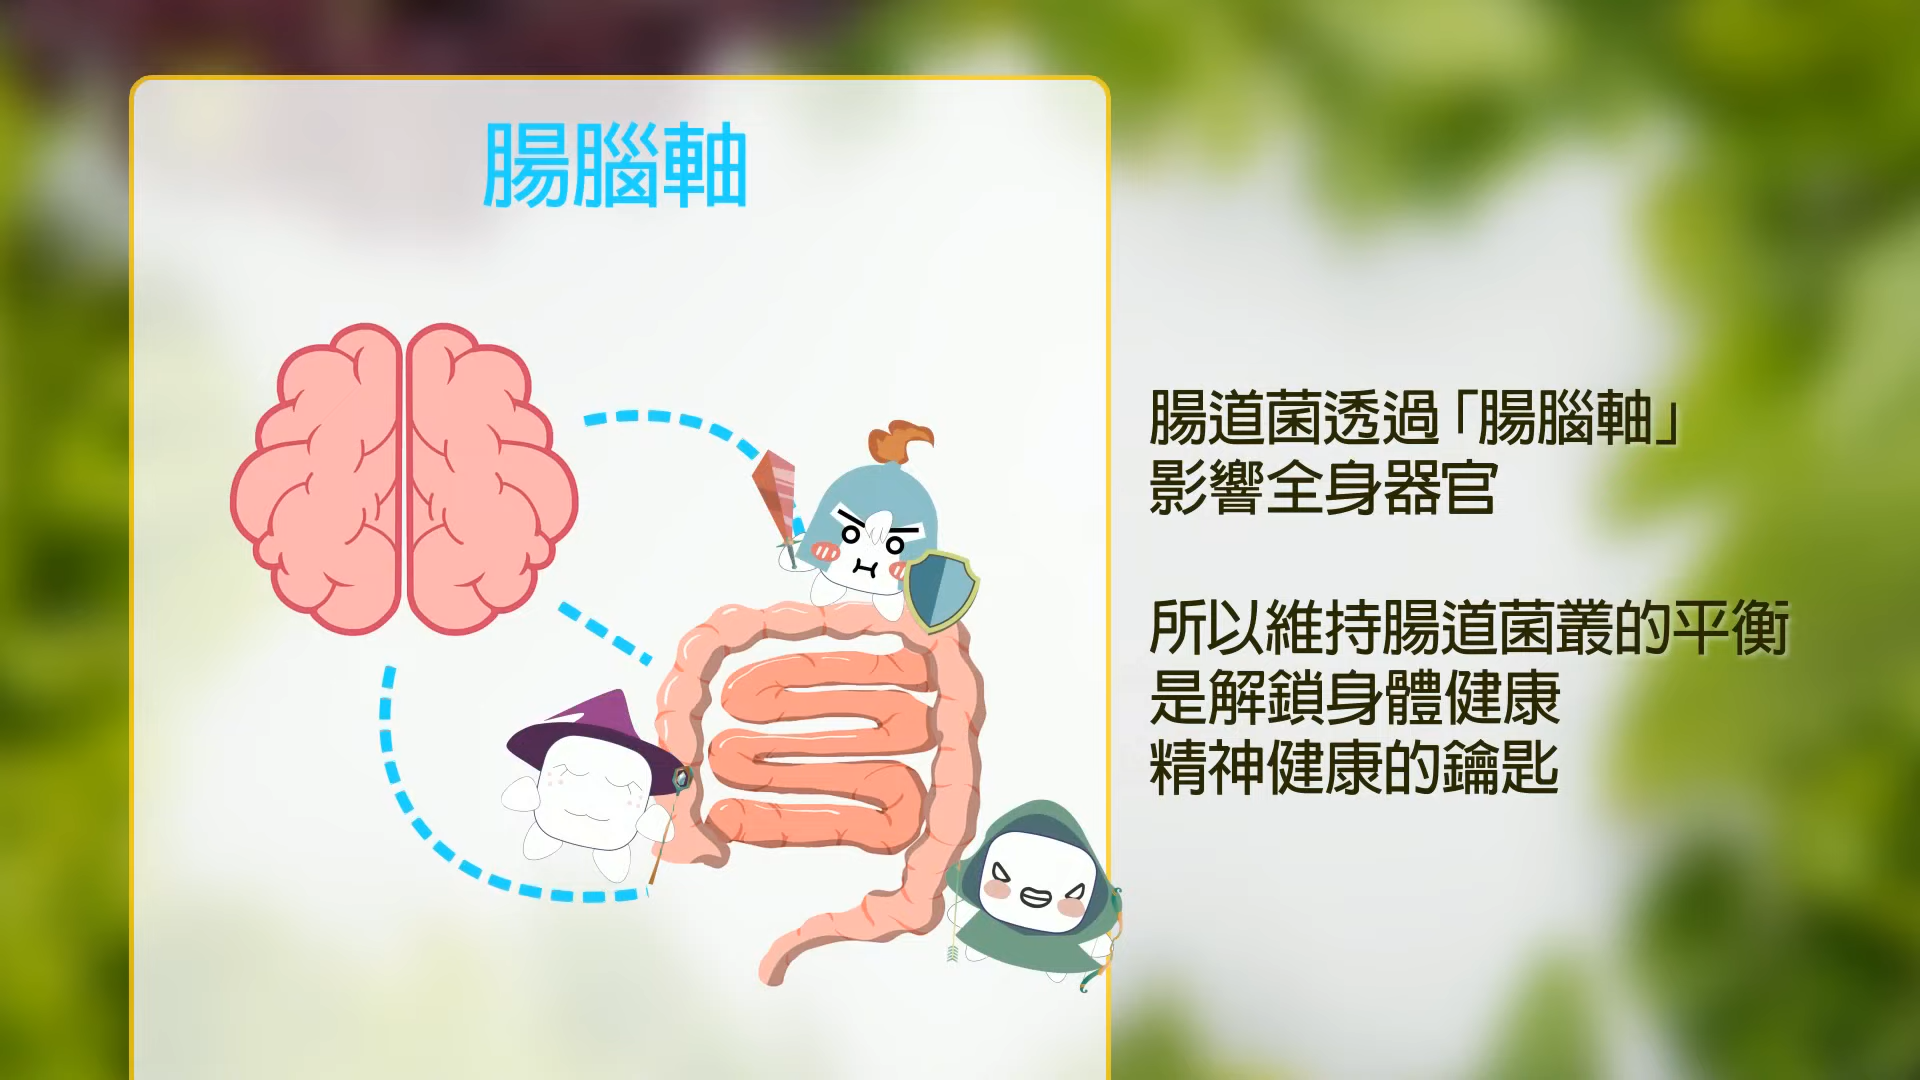 腸腦軸
腸道菌透過「腸腦軸」
影響全身器官
所以維持腸道菌叢的平衡
是解鎖身體健康
精神健康的鑰匙